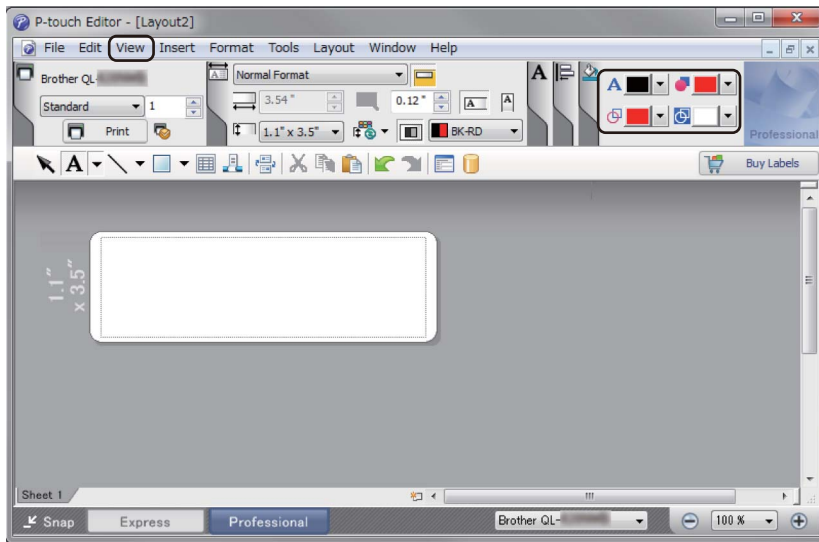 P-touch Editor - [Layout2]
File Edit View Insert Format Tools Layout Window Help
Brother QL-
Normal Format
Standard 1
3.54 " 0.12 "
A A
Print
1.1" x 3.5"
BK-RD
A
A
Professional
A
Buy Labels
1.1"
x 3.5"
Sheet 1
Snap Express Professional Brother QL- 100 %